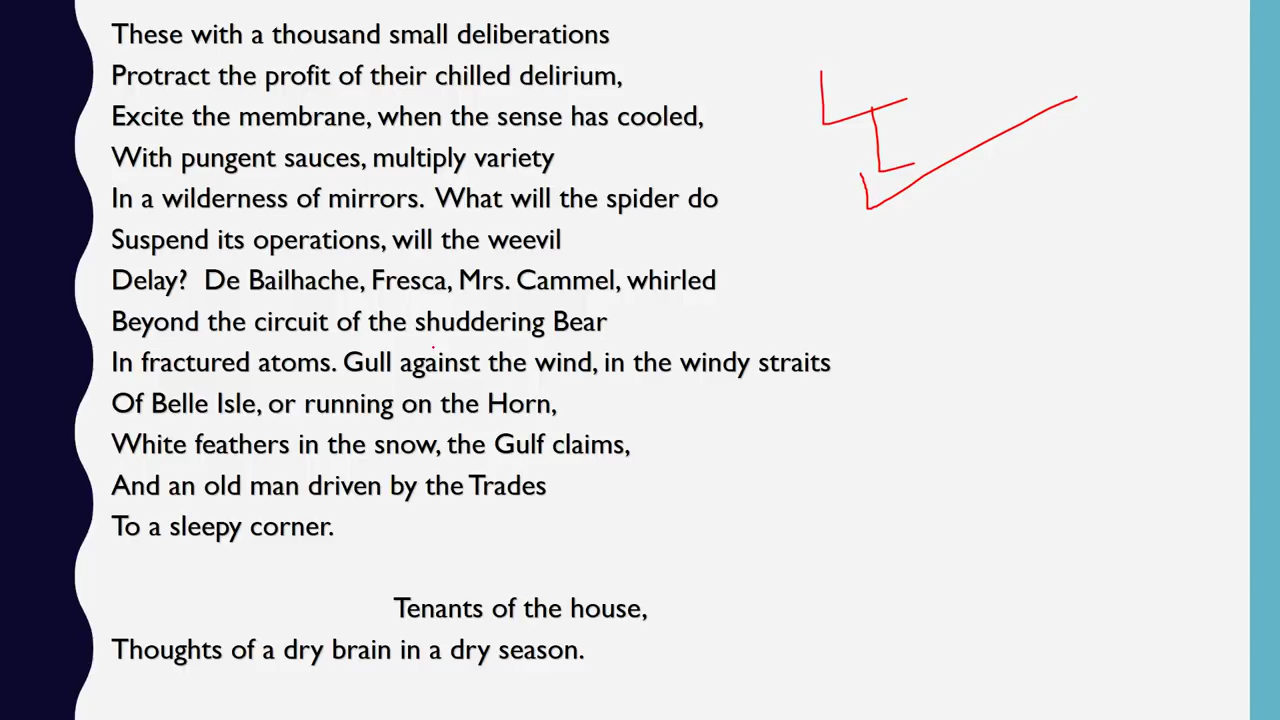 These with a thousand small deliberations
Protract the profit of their chilled delirium,
Excite the membrane, when the sense has cooled,
With pungent sauces, multiply variety
In a wilderness of mirrors. What will the spider do
Suspend its operations, will the weevil
Delay? De Bailhache, Fresca, Mrs. Cammel, whirled
Beyond the circuit of the shuddering Bear
In fractured atoms. Gull against the wind, in the windy straits
Of Belle Isle, or running on the Horn,
White feathers in the snow, the Gulf claims,
And an old man driven by the Trades
To a sleepy corner.
Tenants of the house,
Thoughts of a dry brain in a dry season.